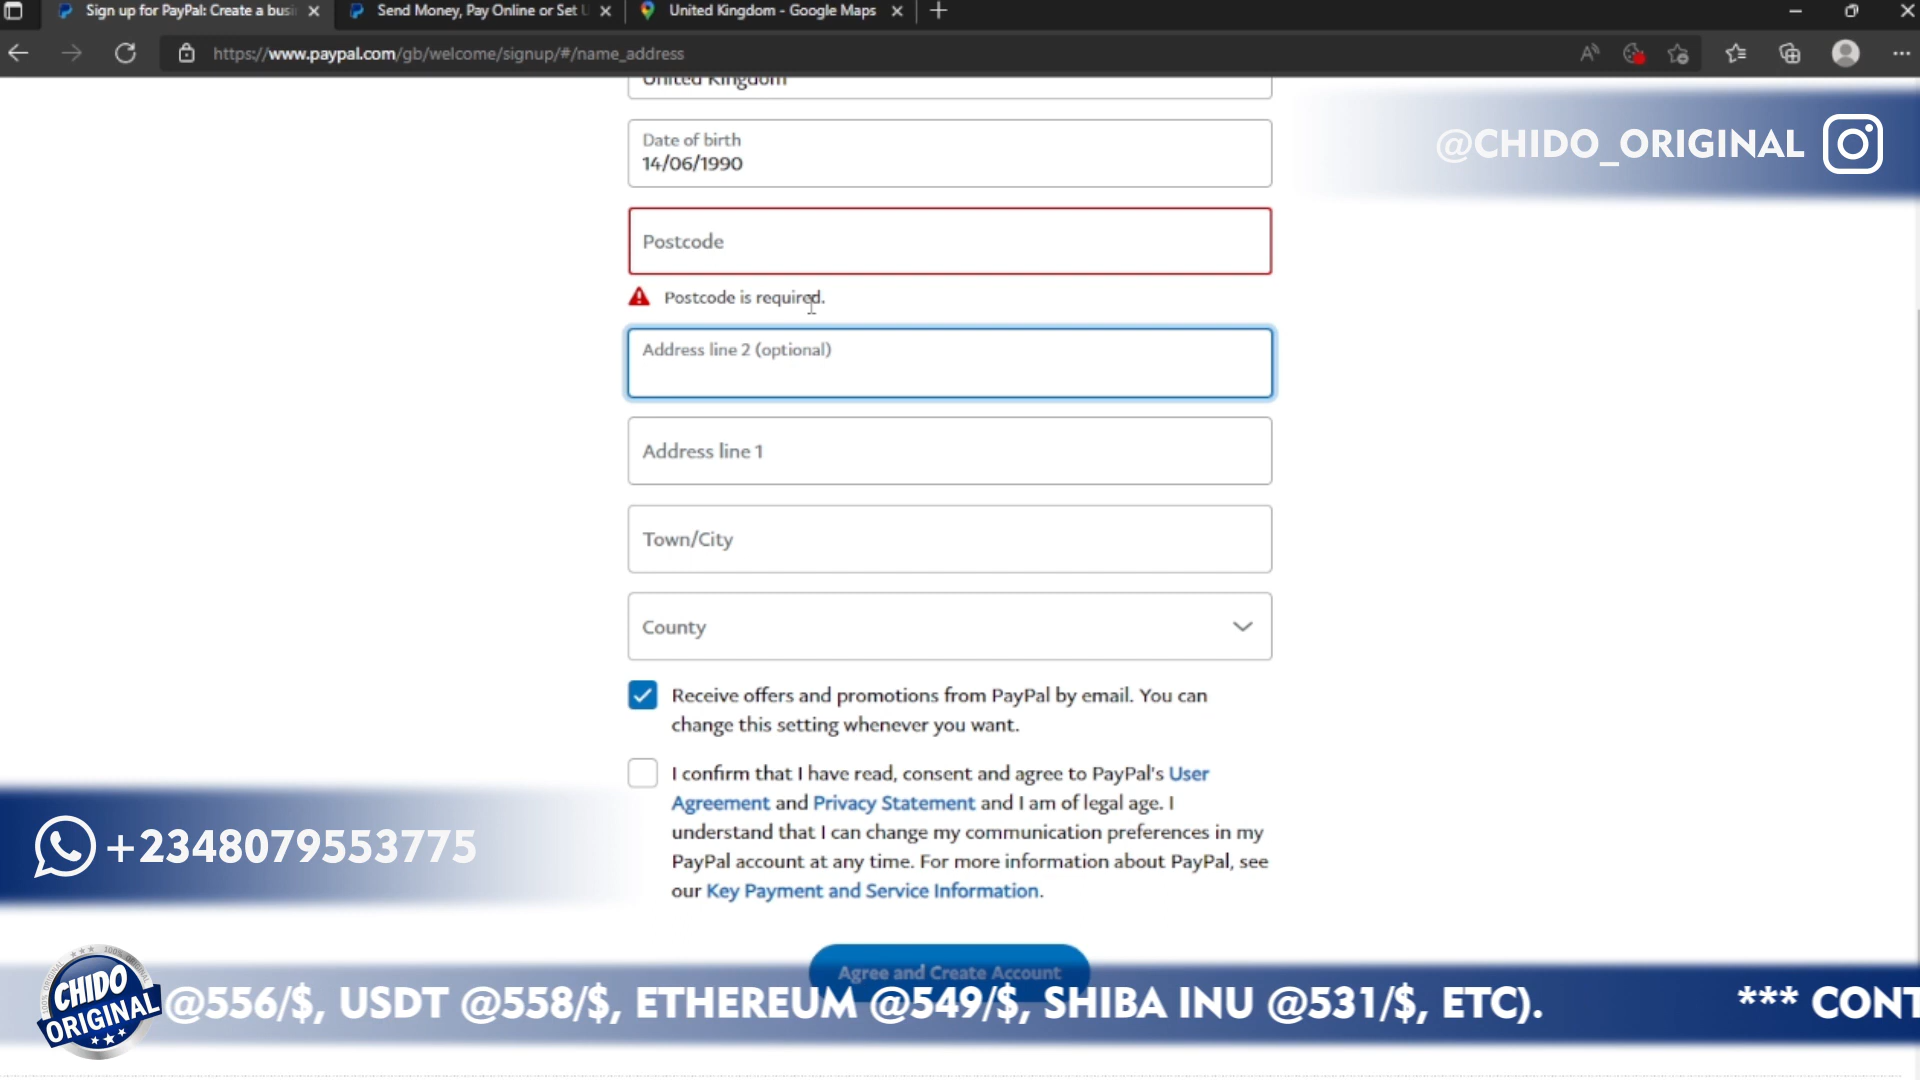 Sign up for PayPal: Create a busi
Send Money, Pay Online or Set U
United Kingdom - Google Maps
https://www.paypal.com/gb/welcome/signup/#/name_address
United Kingdom
@CHIDO_ORIGINAL
Date of birth
14/06/1990
Postcode
Postcode is required.
Address line 2 (optional)
Address line 1
Town/City
County
Receive offers and promotions from PayPal by email. You can
change this setting whenever you want.
I confirm that I have read, consent and agree to PayPal's User
Agreement and Privacy Statement and I am of legal age. I
understand that I can change my communication preferences in my
PayPal account at any time. For more information about PayPal, see
our Key Payment and Service Information.
+2348079553775
Agree and Create Account
CHIDO
ORIGINAL
@556/$, USDT @558/$, ETHEREUM @549/$, SHIBA INU @531/$, ETC). *** CONT